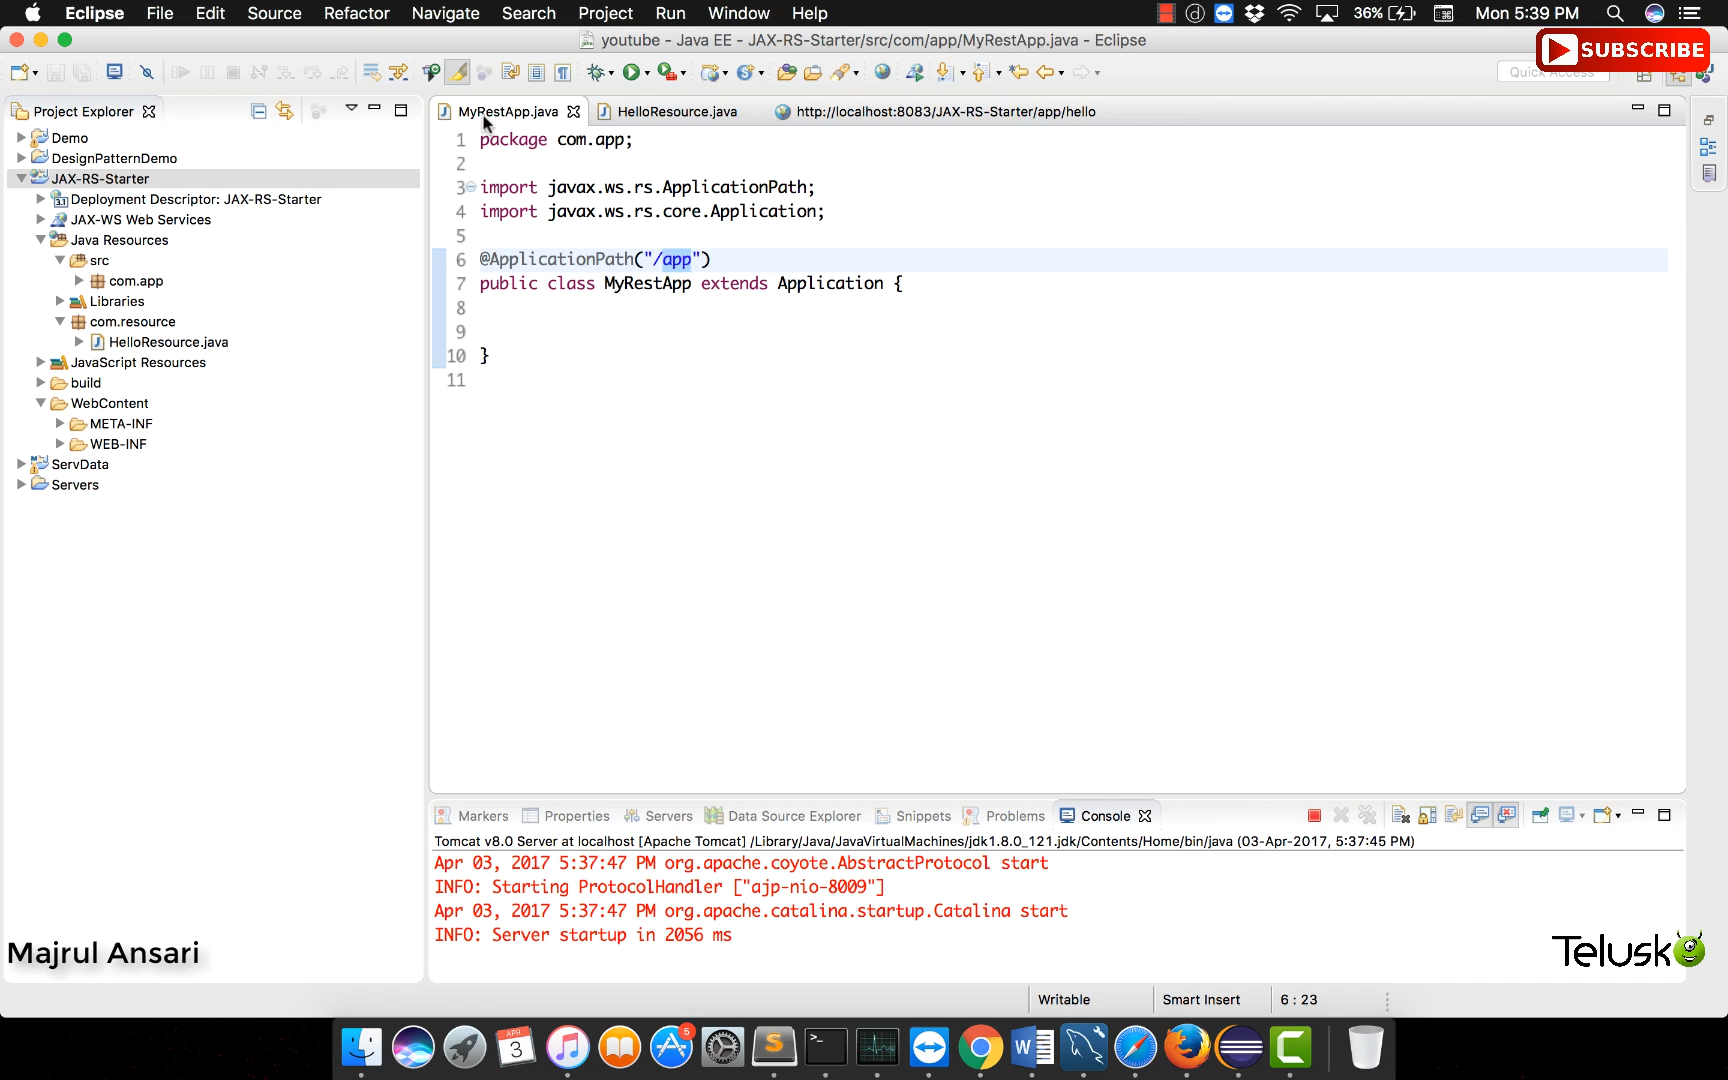 Eclipse File Edit Source Refactor Navigate Search Project Run Window Help 36% Mon 5:39 PM
youtube - Java EE - JAX-RS-Starter/src/com/app/MyRestApp.java - Eclipse
SUBSCRIBE
Quick Access
Project Explorer
MyRestApp.java HelloResource.java http://localhost:8083/JAX-RS-Starter/app/hello
Demo
DesignPatternDemo
JAX-RS-Starter
Deployment Descriptor: JAX-RS-Starter
JAX-WS Web Services
Java Resources
src
com.app
Libraries
com.resource
HelloResource.java
JavaScript Resources
build
WebContent
META-INF
WEB-INF
ServData
Servers
1 package com.app;
2
3 import javax.ws.rs.ApplicationPath;
4 import javax.ws.rs.core.Application;
5
6 @ApplicationPath("/app")
7 public class MyRestApp extends Application {
8
9
10 }
11
Markers Properties Servers Data Source Explorer Snippets Problems Console
Tomcat v8.0 Server at localhost [Apache Tomcat] /Library/Java/JavaVirtualMachines/jdk1.8.0_121.jdk/Contents/Home/bin/java (03-Apr-2017, 5:37:45 PM)
Apr 03, 2017 5:37:47 PM org.apache.coyote.AbstractProtocol start
INFO: Starting ProtocolHandler ["ajp-nio-8009"]
Apr 03, 2017 5:37:47 PM org.apache.catalina.startup.Catalina start
INFO: Server startup in 2056 ms
Majrul Ansari
Telusko
Writable Smart Insert 6 : 23
APR
3
5